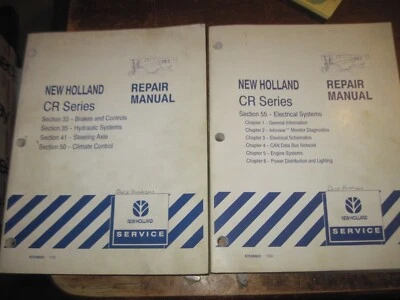 NEW HOLLAND
CR Series
REPAIR
MANUAL
Section 33 - Brakes and Controls
Section 35 - Hydraulic Systems
Section 41 - Steering Axle
Section 50 - Climate Control
NEW HOLLAND
SERVICE
NEW HOLLAND
CR Series
REPAIR
MANUAL
Section 55 - Electrical Systems
Chapter 1 - General Information
Chapter 2 - Infoview™ Monitor Diagnostics
Chapter 3 - Electrical Schematics
Chapter 4 - CAN Data Bus Network
Chapter 5 - Engine Systems
Chapter 6 - Power Distribution and Lighting
NEW HOLLAND
SERVICE